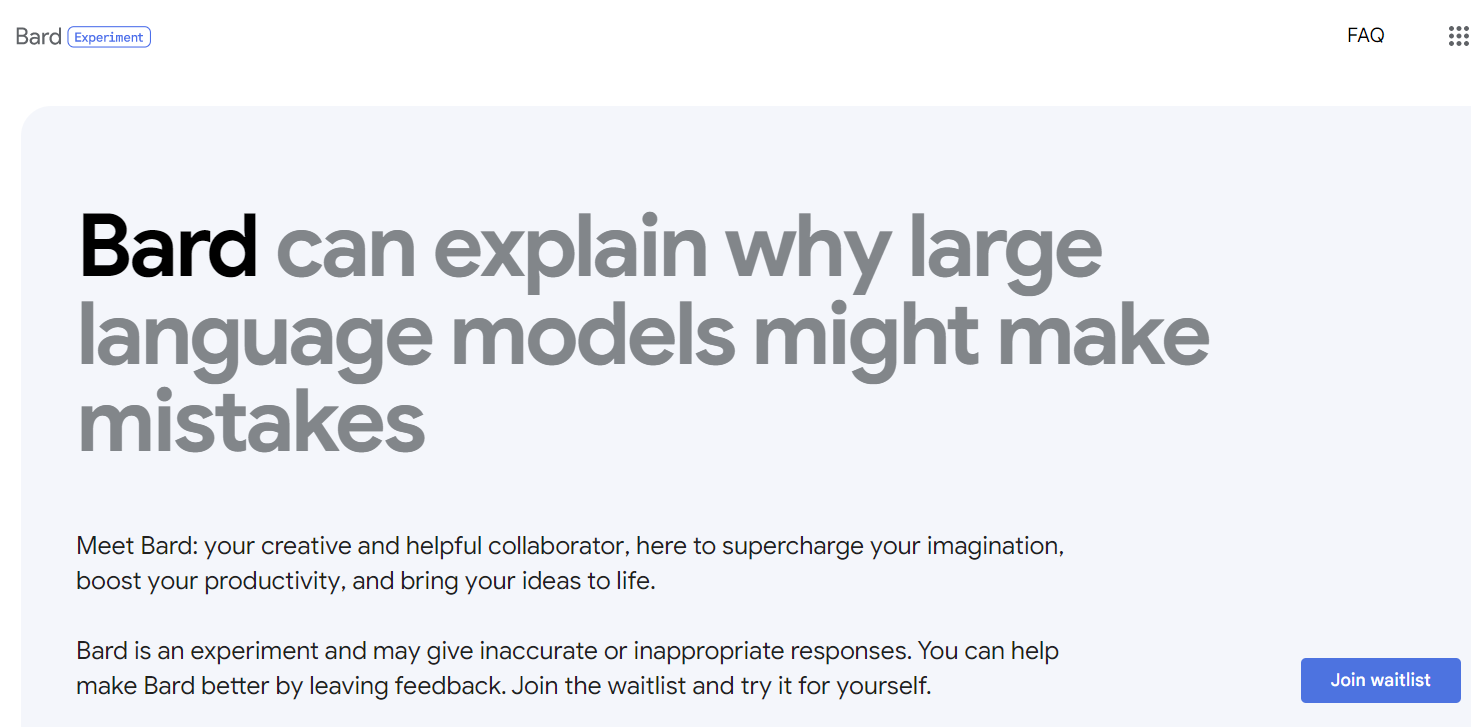 Bard Experiment
FAQ
Bard can explain why large
language models might make
mistakes
Meet Bard: your creative and helpful collaborator, here to supercharge your imagination,
boost your productivity, and bring your ideas to life.
Bard is an experiment and may give inaccurate or inappropriate responses. You can help
make Bard better by leaving feedback. Join the waitlist and try it for yourself.
Join waitlist